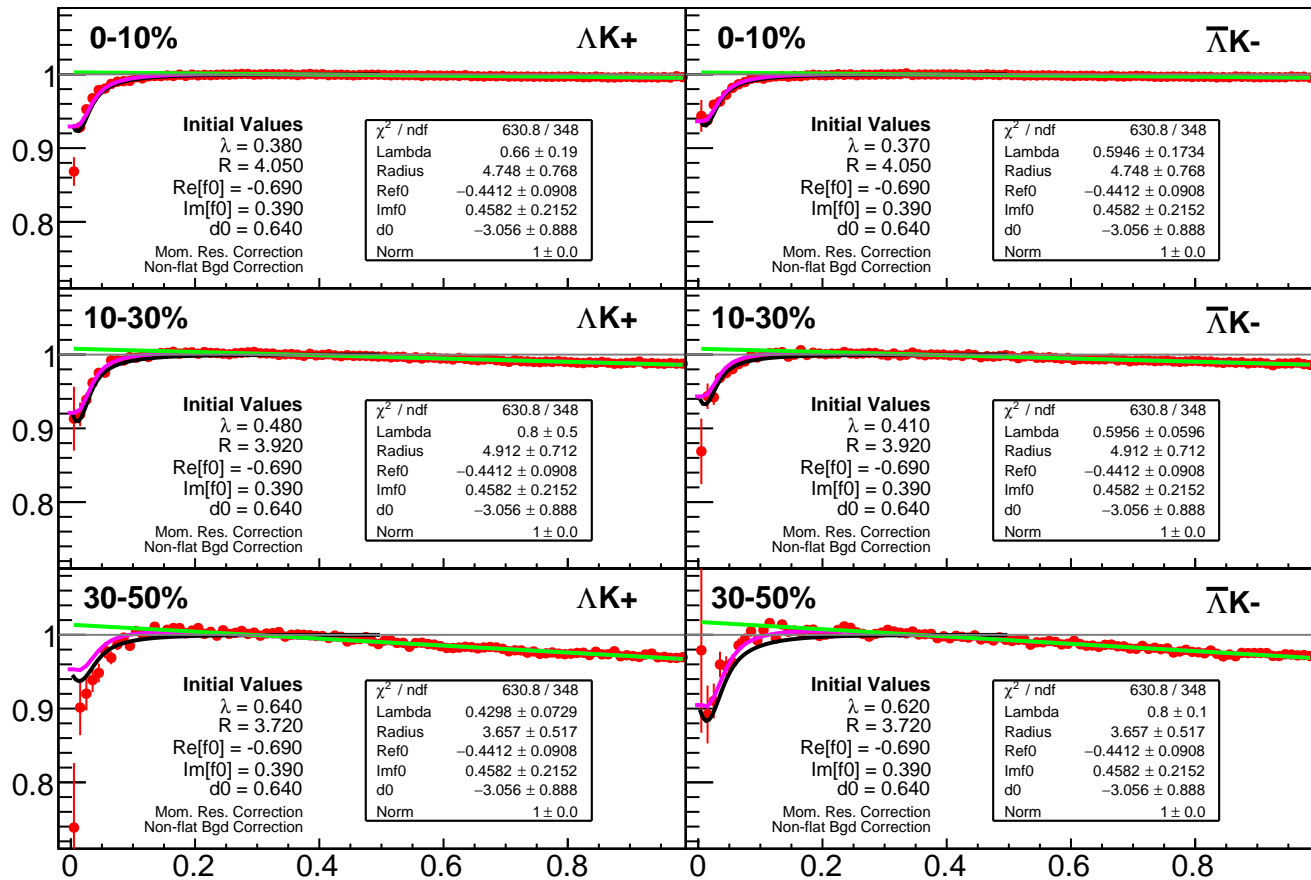 0-10%
ΛK+
1
0.9
0.8
Initial Values
λ = 0.380
R = 4.050
Re[f0] = -0.690
Im[f0] = 0.390
d0 = 0.640
Mom. Res. Correction
Non-flat Bgd Correction
χ² / ndf 630.8 / 348
Lambda 0.66 ± 0.19
Radius 4.748 ± 0.768
Ref0 −0.4412 ± 0.0908
Imf0 0.4582 ± 0.2152
d0 −3.056 ± 0.888
Norm 1 ± 0.0
0-10%
Λ̅K-
Initial Values
λ = 0.370
R = 4.050
Re[f0] = -0.690
Im[f0] = 0.390
d0 = 0.640
Mom. Res. Correction
Non-flat Bgd Correction
χ² / ndf 630.8 / 348
Lambda 0.5946 ± 0.1734
Radius 4.748 ± 0.768
Ref0 −0.4412 ± 0.0908
Imf0 0.4582 ± 0.2152
d0 −3.056 ± 0.888
Norm 1 ± 0.0
10-30%
ΛK+
1
0.9
0.8
Initial Values
λ = 0.480
R = 3.920
Re[f0] = -0.690
Im[f0] = 0.390
d0 = 0.640
Mom. Res. Correction
Non-flat Bgd Correction
χ² / ndf 630.8 / 348
Lambda 0.8 ± 0.5
Radius 4.912 ± 0.712
Ref0 −0.4412 ± 0.0908
Imf0 0.4582 ± 0.2152
d0 −3.056 ± 0.888
Norm 1 ± 0.0
10-30%
Λ̅K-
Initial Values
λ = 0.410
R = 3.920
Re[f0] = -0.690
Im[f0] = 0.390
d0 = 0.640
Mom. Res. Correction
Non-flat Bgd Correction
χ² / ndf 630.8 / 348
Lambda 0.5956 ± 0.0596
Radius 4.912 ± 0.712
Ref0 −0.4412 ± 0.0908
Imf0 0.4582 ± 0.2152
d0 −3.056 ± 0.888
Norm 1 ± 0.0
30-50%
ΛK+
1
0.9
0.8
Initial Values
λ = 0.640
R = 3.720
Re[f0] = -0.690
Im[f0] = 0.390
d0 = 0.640
Mom. Res. Correction
Non-flat Bgd Correction
χ² / ndf 630.8 / 348
Lambda 0.4298 ± 0.0729
Radius 3.657 ± 0.517
Ref0 −0.4412 ± 0.0908
Imf0 0.4582 ± 0.2152
d0 −3.056 ± 0.888
Norm 1 ± 0.0
30-50%
Λ̅K-
Initial Values
λ = 0.620
R = 3.720
Re[f0] = -0.690
Im[f0] = 0.390
d0 = 0.640
Mom. Res. Correction
Non-flat Bgd Correction
χ² / ndf 630.8 / 348
Lambda 0.8 ± 0.1
Radius 3.657 ± 0.517
Ref0 −0.4412 ± 0.0908
Imf0 0.4582 ± 0.2152
d0 −3.056 ± 0.888
Norm 1 ± 0.0
0 0.2 0.4 0.6 0.8 0 0.2 0.4 0.6 0.8